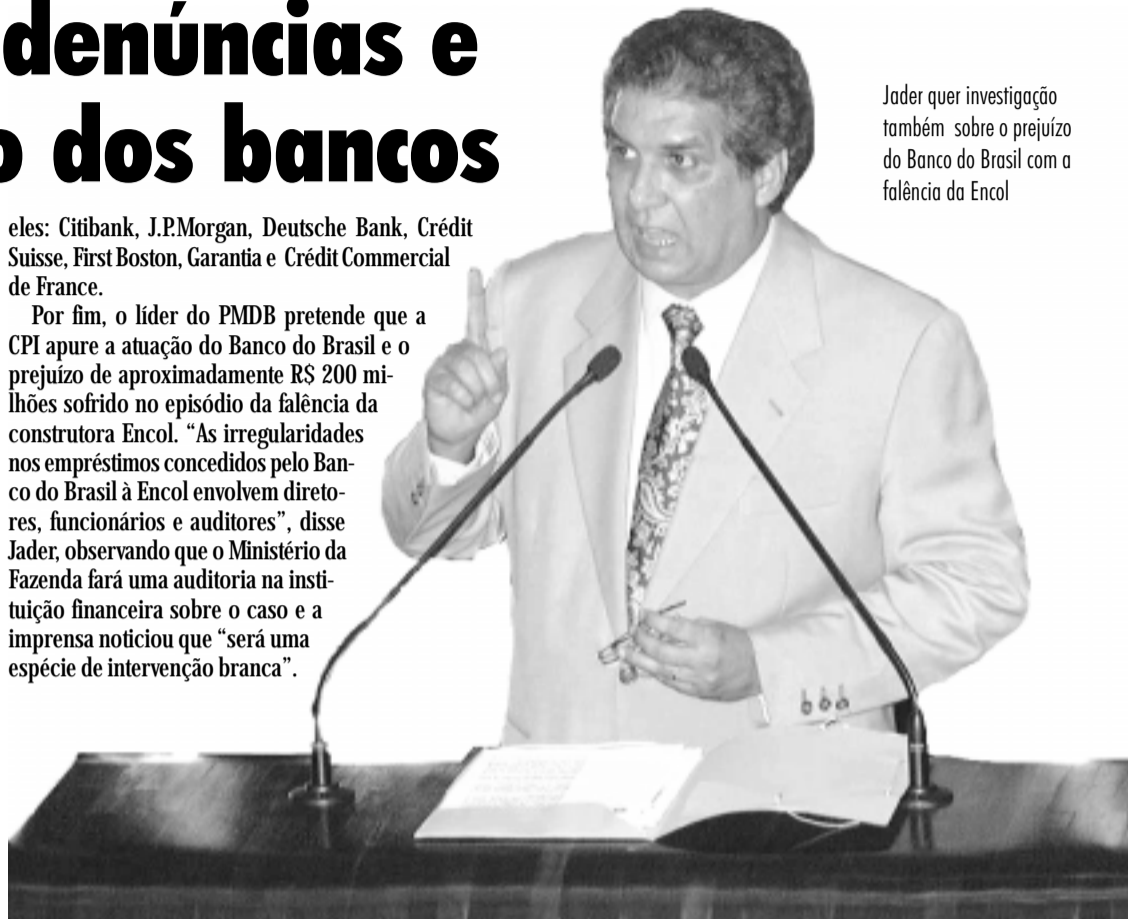 denúncias e
o dos bancos
Jader quer investigação
também sobre o prejuízo
do Banco do Brasil com a
falência da Encol
eles: Citibank, J.P.Morgan, Deutsche Bank, Crédit
Suisse, First Boston, Garantia e Crédit Commercial
de France.
Por fim, o líder do PMDB pretende que a
CPI apure a atuação do Banco do Brasil e o
prejuízo de aproximadamente R$ 200 mi-
lhões sofrido no episódio da falência da
construtora Encol. “As irregularidades
nos empréstimos concedidos pelo Ban-
co do Brasil à Encol envolvem direto-
res, funcionários e auditores”, disse
Jader, observando que o Ministério da
Fazenda fará uma auditoria na insti-
tuição financeira sobre o caso e a
imprensa noticiou que “será uma
espécie de intervenção branca”.